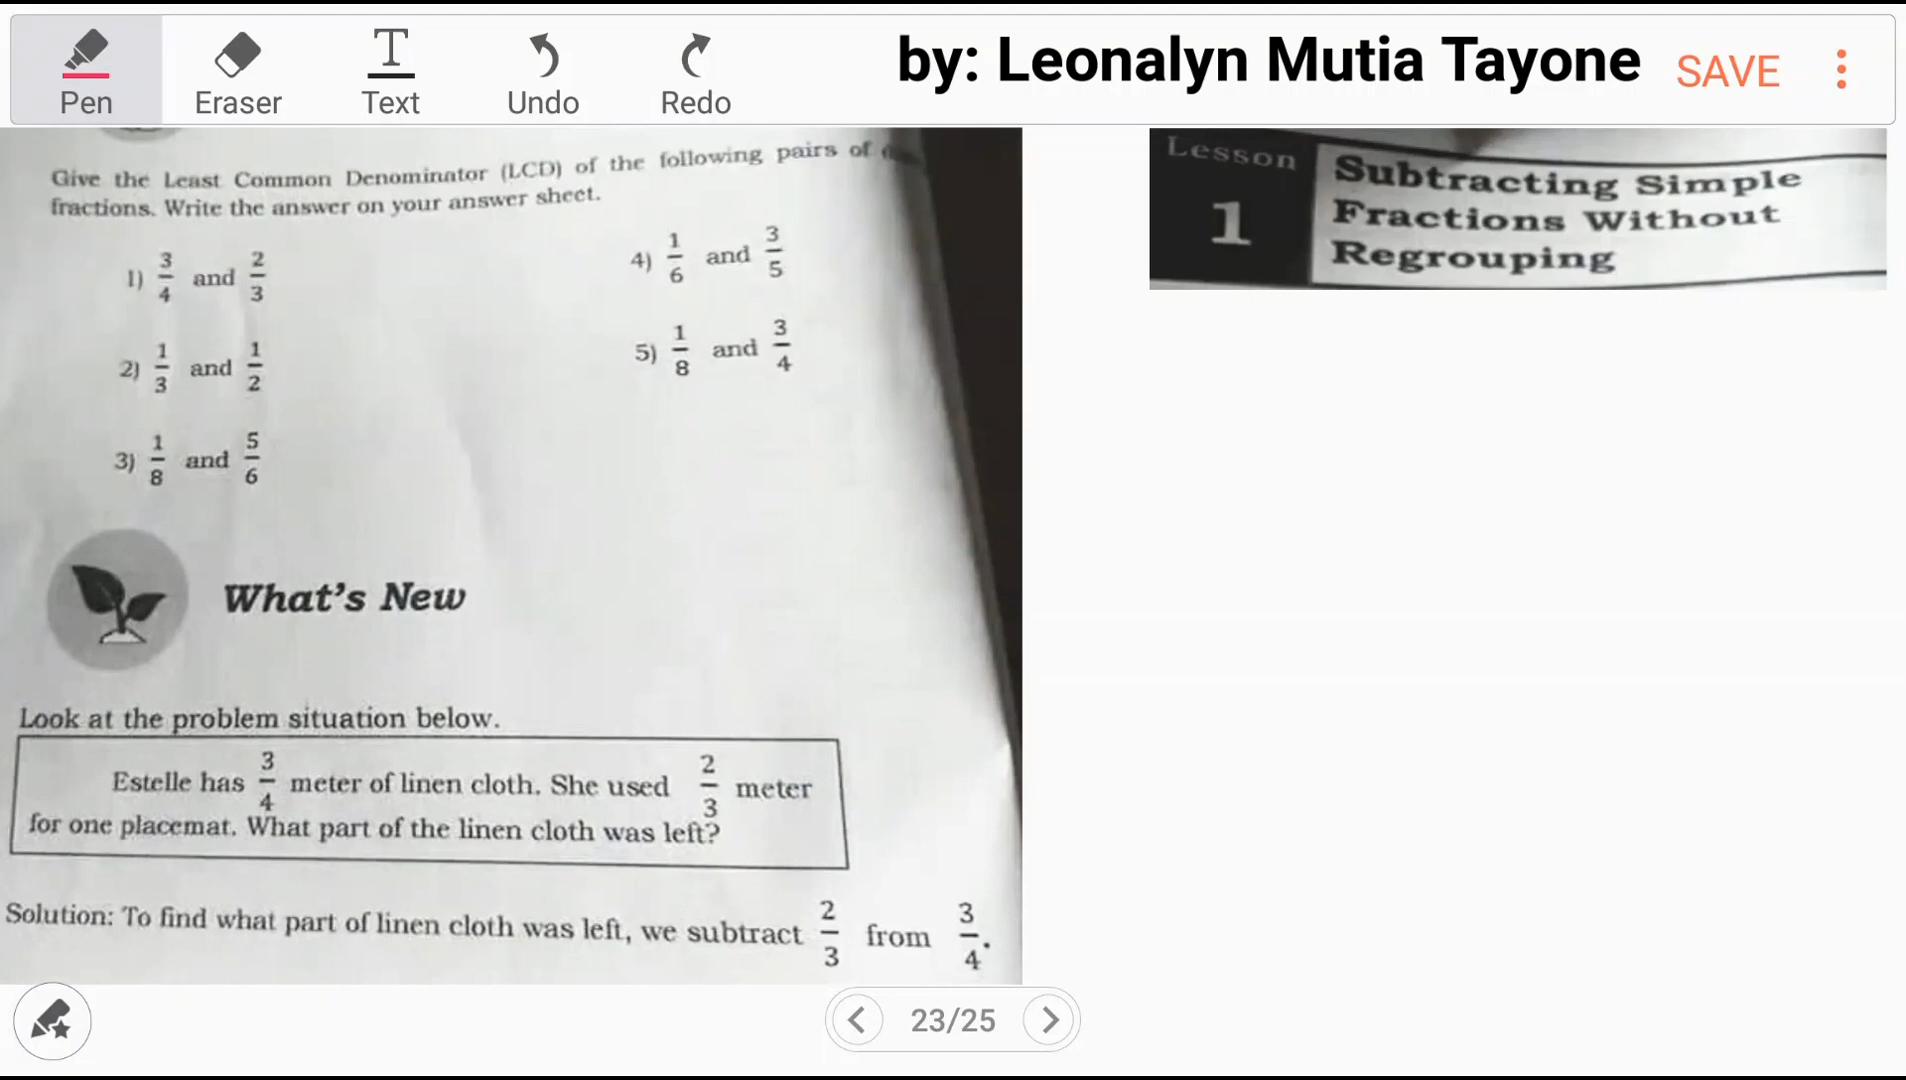 Pen
Eraser
Text
Undo
Redo
by: Leonalyn Mutia Tayone
SAVE
Give the Least Common Denominator (LCD) of the following pairs of
fractions. Write the answer on your answer sheet.
1) 3/4 and 2/3
2) 1/3 and 1/2
3) 1/8 and 5/6
4) 1/6 and 3/5
5) 1/8 and 3/4
What's New
Look at the problem situation below.
Estelle has 3/4 meter of linen cloth. She used 2/3 meter
for one placemat. What part of the linen cloth was left?
Solution: To find what part of linen cloth was left, we subtract 2/3 from 3/4.
Lesson
1
Subtracting Simple
Fractions Without
Regrouping
23/25